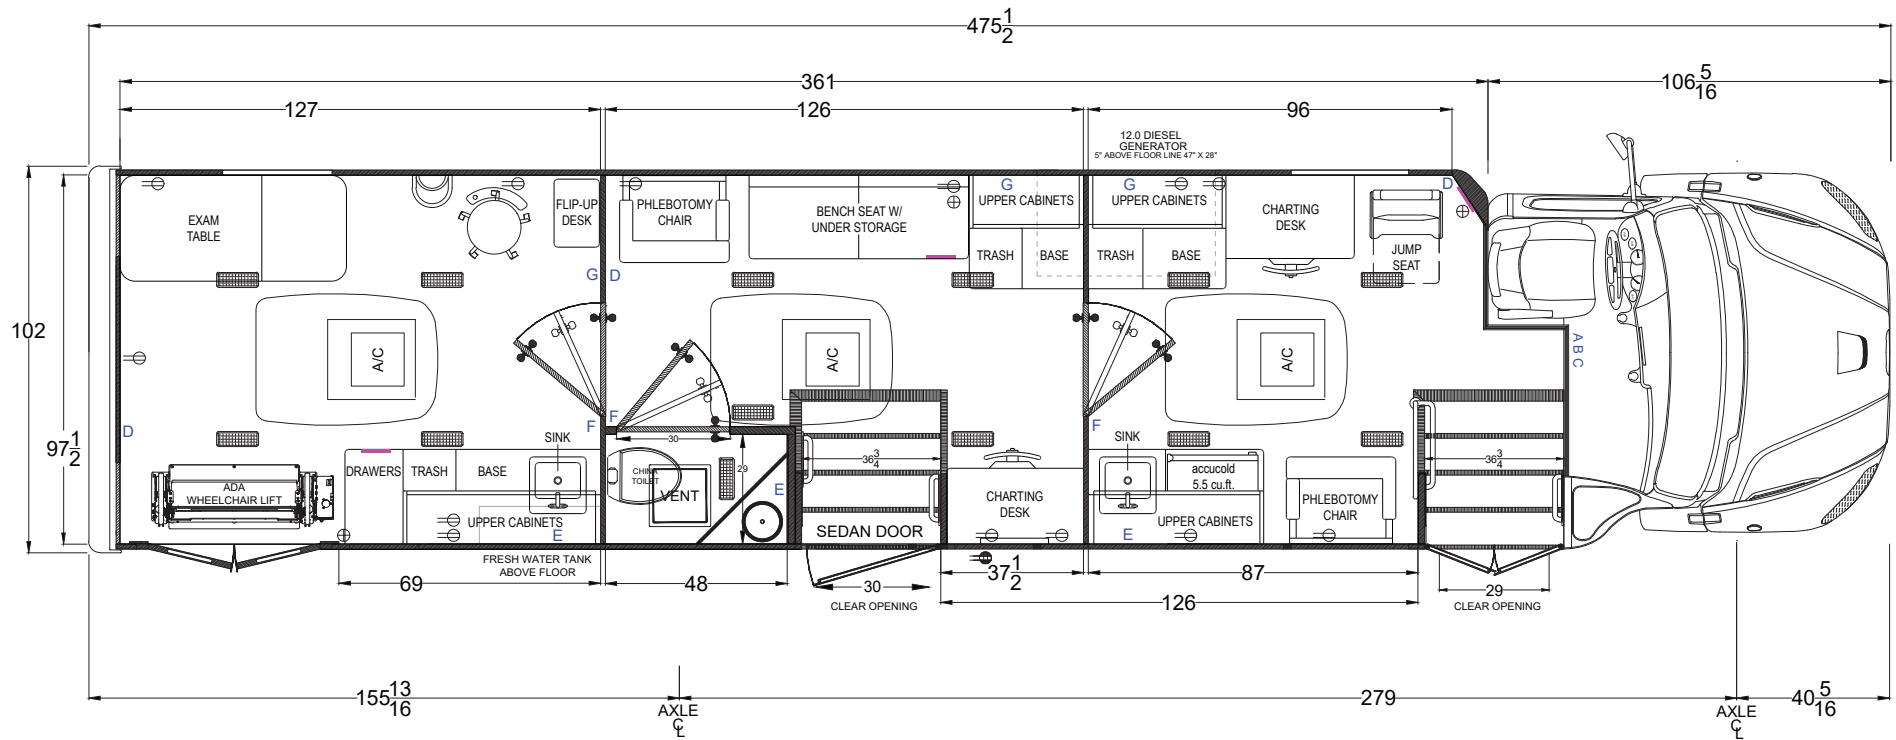 475 1/2
361
106 5/16
127
126
96
12.0 DIESEL
GENERATOR
5" ABOVE FLOOR LINE 47" X 28"
102
97 1/2
EXAM
TABLE
FLIP-UP
DESK
PHLEBOTOMY
CHAIR
BENCH SEAT W/
UNDER STORAGE
G
UPPER CABINETS
TRASH
BASE
G
UPPER CABINETS
TRASH
BASE
CHARTING
DESK
D
JUMP
SEAT
G
D
A/C
A/C
A/C
A B C
D
F
F
F
30
29
36 3/4
36 3/4
SINK
DRAWERS
TRASH
BASE
UPPER CABINETS
E
ADA
WHEELCHAIR LIFT
CHINA
TOILET
VENT
E
SEDAN DOOR
CHARTING
DESK
SINK
accucold
5.5 cu.ft.
UPPER CABINETS
E
PHLEBOTOMY
CHAIR
FRESH WATER TANK
ABOVE FLOOR
69
48
30
CLEAR OPENING
37 1/2
87
126
29
CLEAR OPENING
155 13/16
AXLE
CL
279
AXLE
CL
40 5/16